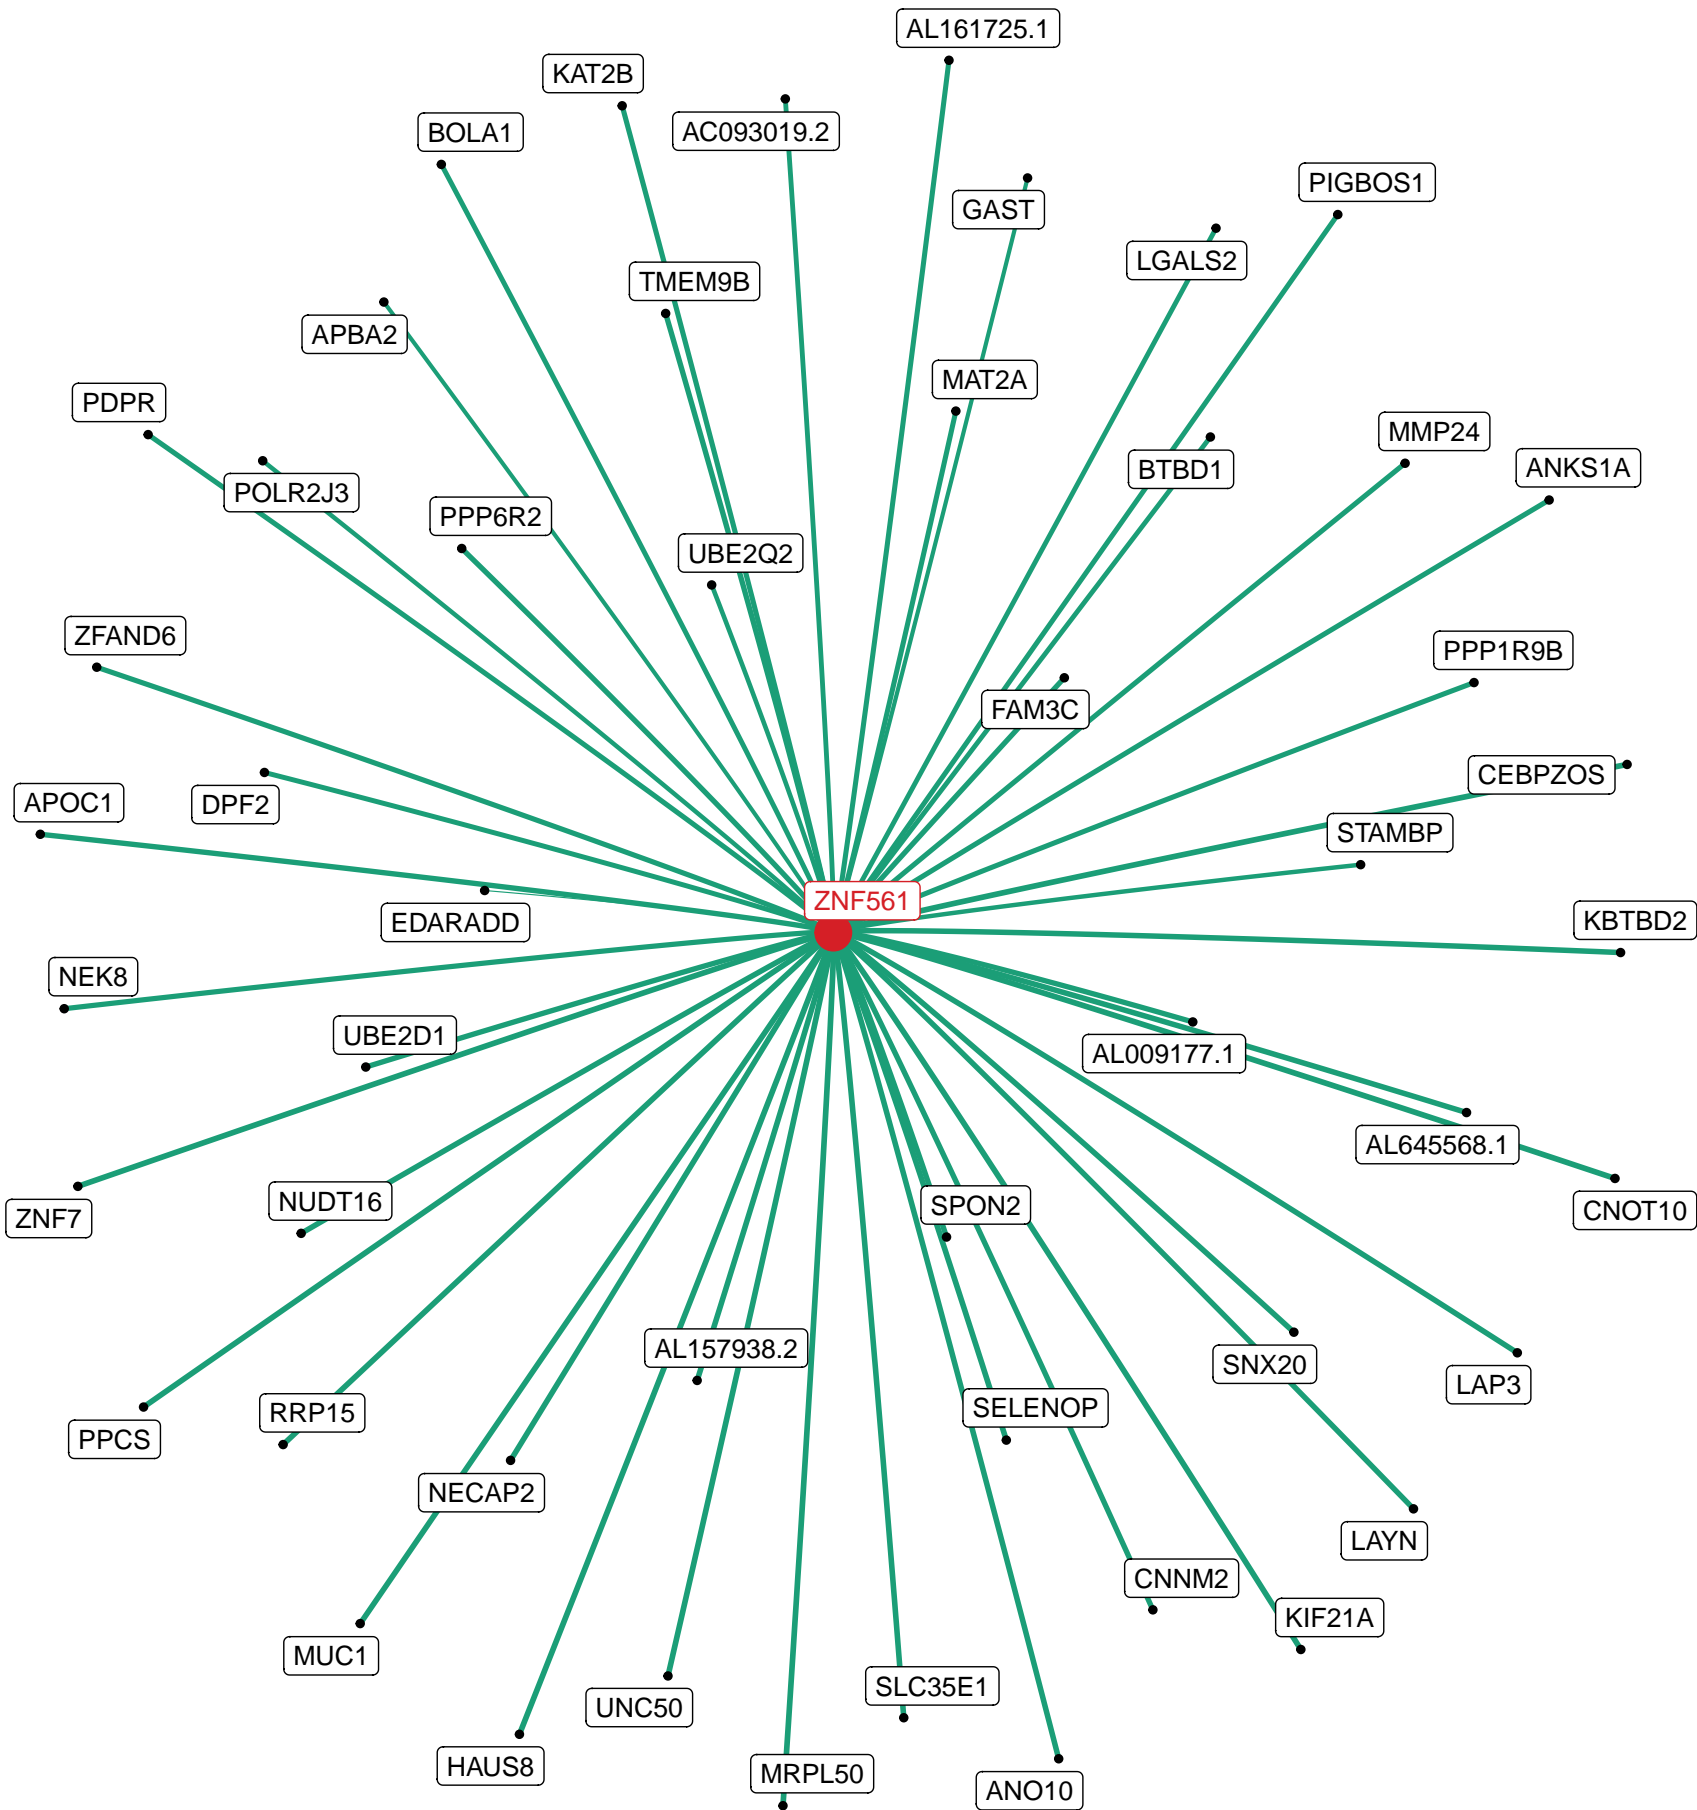 AL161725.1
KAT2B
AC093019.2
BOLA1
PIGBOS1
GAST
LGALS2
TMEM9B
APBA2
MAT2A
PDPR
MMP24
ANKS1A
BTBD1
POLR2J3
PPP6R2
UBE2Q2
ZFAND6
PPP1R9B
FAM3C
CEBPZOS
APOC1
DPF2
STAMBP
ZNF561
EDARADD
KBTBD2
NEK8
UBE2D1
AL009177.1
AL645568.1
NUDT16
SPON2
CNOT10
ZNF7
AL157938.2
SNX20
LAP3
SELENOP
RRP15
PPCS
NECAP2
LAYN
CNNM2
KIF21A
MUC1
SLC35E1
UNC50
HAUS8
MRPL50
ANO10